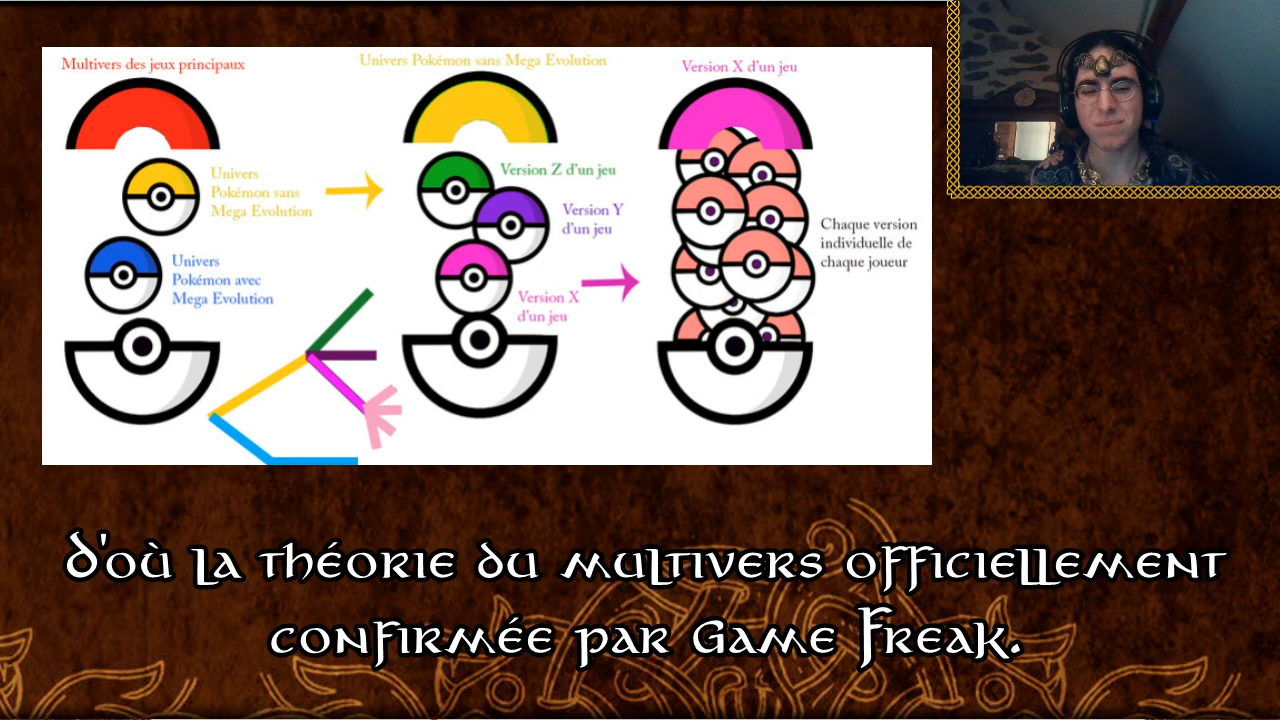 Multivers des jeux principaux
Univers Pokémon sans Mega Evolution
Version X d'un jeu
Univers
Pokémon sans
Mega Evolution
Univers
Pokémon avec
Mega Evolution
Version Z d'un jeu
Version Y
d'un jeu
Version X
d'un jeu
Chaque version
individuelle de
chaque joueur
D'où la théorie du multivers officiellement
confirmée par Game Freak.